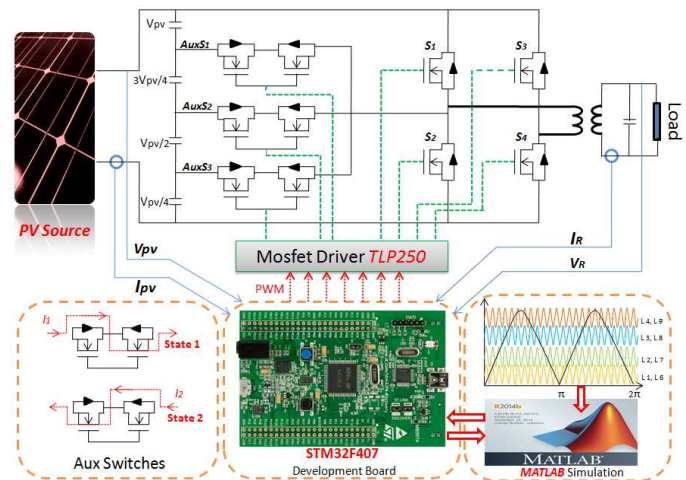 Vpv
AuxS1
3Vpv/4
AuxS2
Vpv/2
AuxS3
Vpv/4
S1
S3
S2
S4
Load
PV Source
Vpv
Ipv
Mosfet Driver TLP250
IR
VR
PWM
I1
State 1
I2
State 2
Aux Switches
STM32F407
Development Board
L4, L9
L3, L8
L2, L7
L1, L6
π
2π
R2014a
MATLAB
MATLAB Simulation